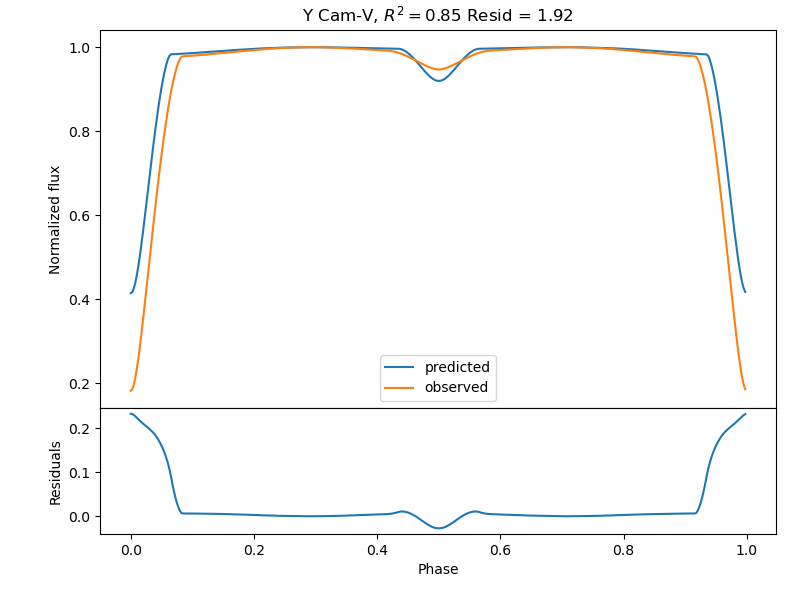 Y Cam-V, R² = 0.85 Resid = 1.92
Normalized flux
1.0
0.8
0.6
0.4
0.2
predicted
observed
Residuals
0.2
0.1
0.0
0.0 0.2 0.4 0.6 0.8 1.0
Phase